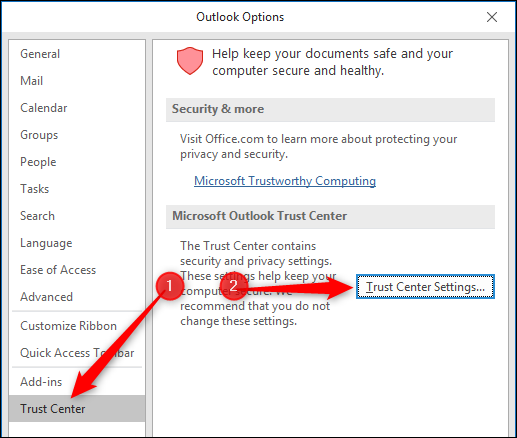 Outlook Options
General
Mail
Calendar
Groups
People
Tasks
Search
Language
Ease of Access
Advanced
Customize Ribbon
Quick Access Toolbar
Add-ins
Trust Center
Help keep your documents safe and your
computer secure and healthy.
Security & more
Visit Office.com to learn more about protecting your
privacy and security.
Microsoft Trustworthy Computing
Microsoft Outlook Trust Center
The Trust Center contains
security and privacy settings.
These settings help keep your
computer secure. We
recommend that you do not
change these settings.
Trust Center Settings...
1
2